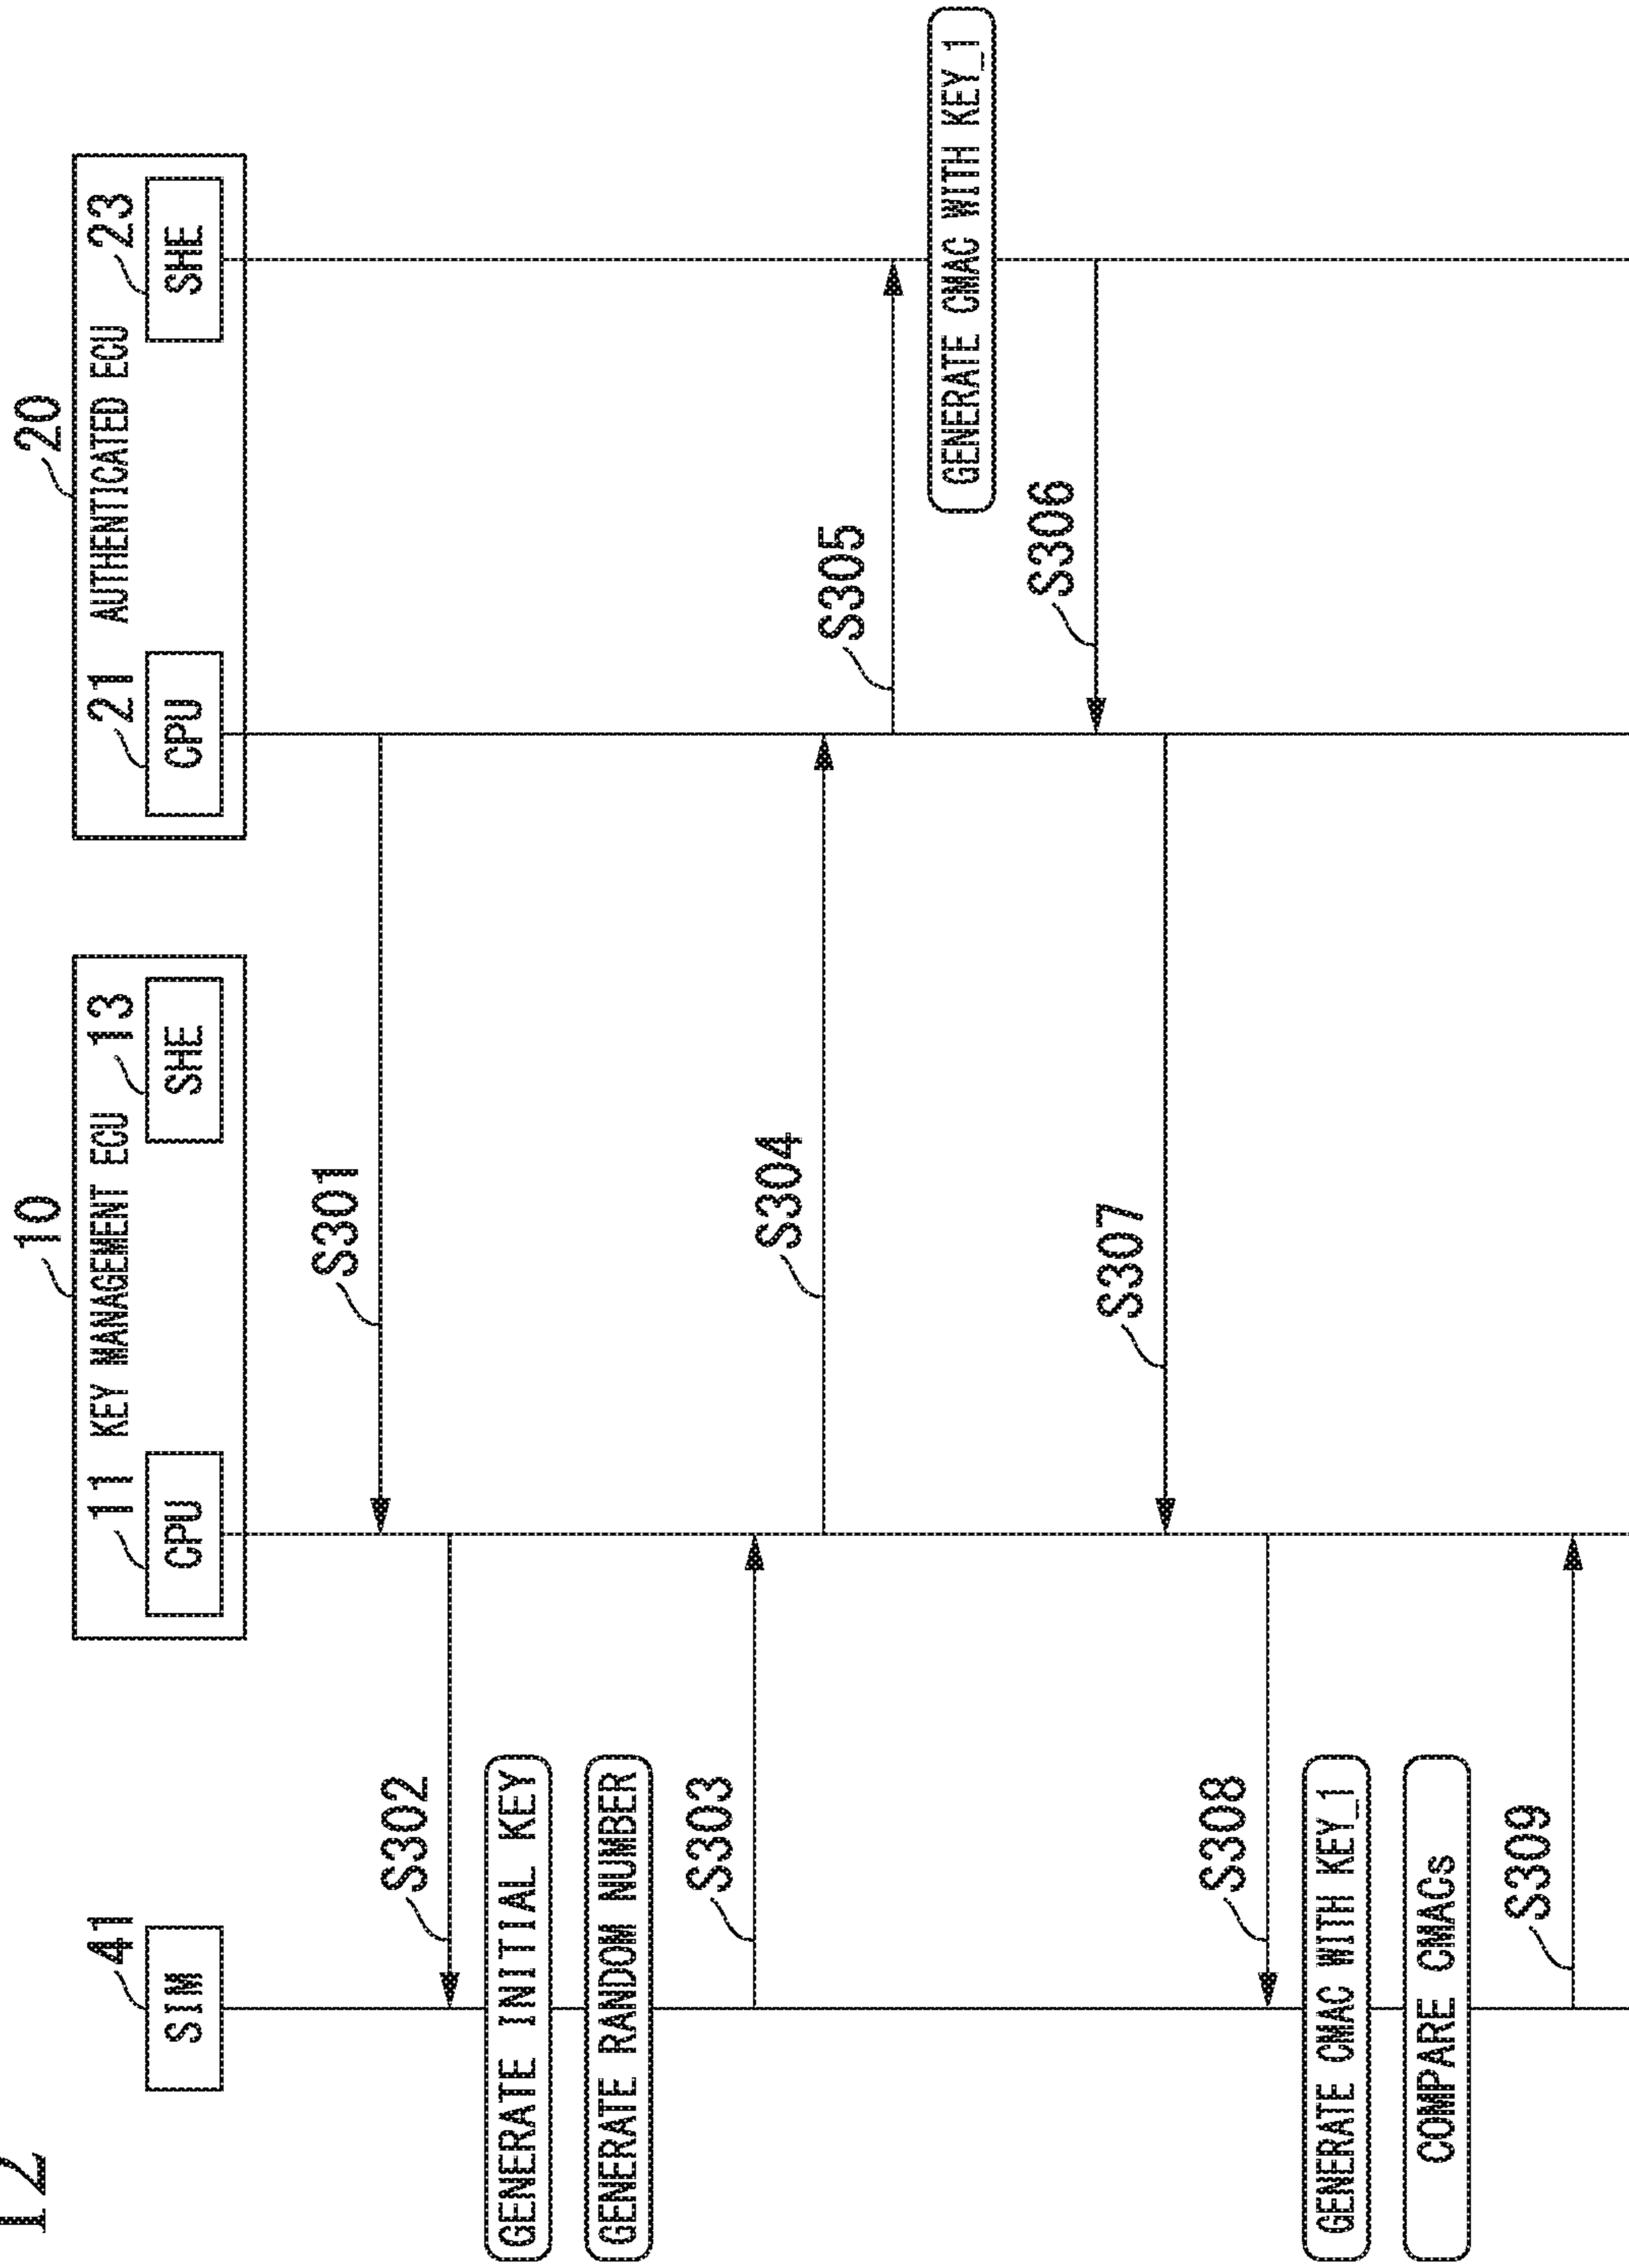 12
10
20
41
11 KEY MANAGEMENT ECU 13
21 AUTHENTICATED ECU 23
SIM
CPU
SHE
CPU
SHE
S301
S302
GENERATE INITIAL KEY
GENERATE RANDOM NUMBER
S303
S304
S305
GENERATE CMAC WITH KEY_1
S306
S307
S308
GENERATE CMAC WITH KEY_1
COMPARE CMACs
S309